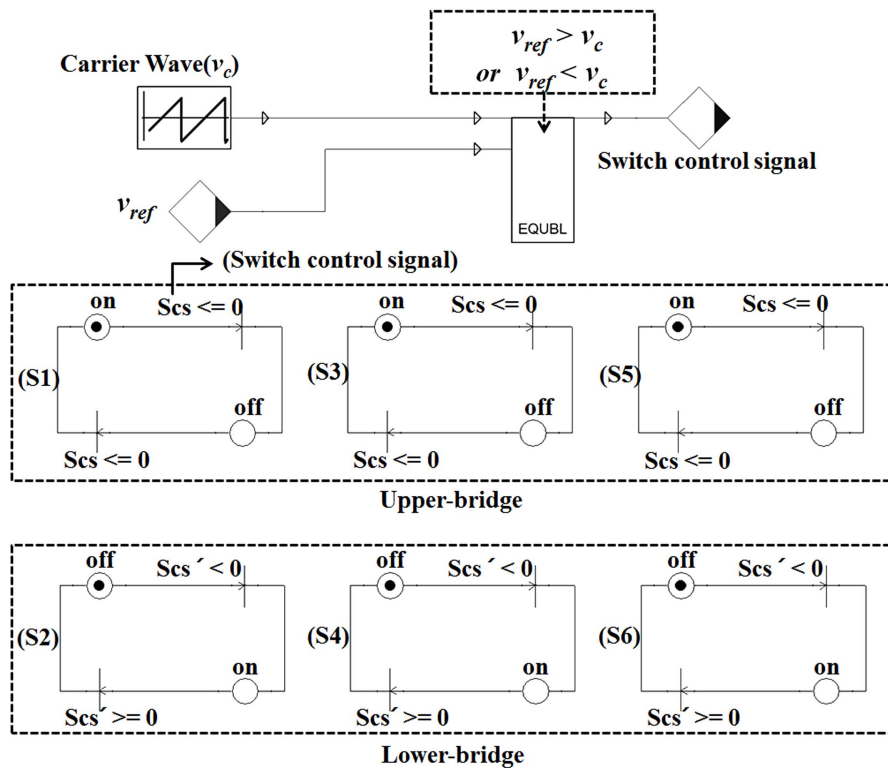 v_ref > v_c
or v_ref < v_c
Carrier Wave(v_c)
Switch control signal
v_ref
EQUBL
(Switch control signal)
on Scs <= 0 on Scs <= 0 on Scs <= 0
(S1) (S3) (S5)
off off off
Scs <= 0 Scs <= 0 Scs <= 0
Upper-bridge
off Scs´ < 0 off Scs´ < 0 off Scs´ < 0
(S2) (S4) (S6)
on on on
Scs´ >= 0 Scs´ >= 0 Scs´ >= 0
Lower-bridge